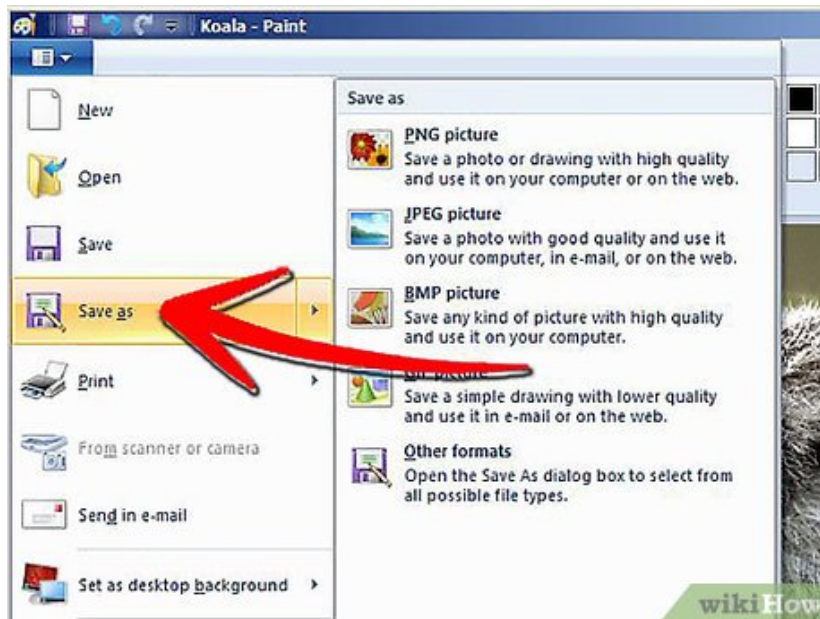 Koala - Paint
New
Open
Save
Save as
Print
From scanner or camera
Send in e-mail
Set as desktop background
Save as
PNG picture
Save a photo or drawing with high quality
and use it on your computer or on the web.
JPEG picture
Save a photo with good quality and use it
on your computer, in e-mail, or on the web.
BMP picture
Save any kind of picture with high quality
and use it on your computer.
picture
Save a simple drawing with lower quality
and use it in e-mail or on the web.
Other formats
Open the Save As dialog box to select from
all possible file types.
wikiHow